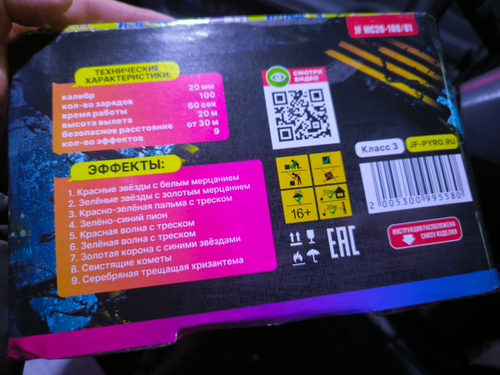 JF MC20-100/01
ТЕХНИЧЕСКИЕ
ХАРАКТЕРИСТИКИ:
калибр 20 мм
кол-во зарядов 100
время работы 60 сек
высота вылета 20 м
безопасное расстояние от 30 м
кол-во эффектов 9
СМОТРИ
ВИДЕО
ЭФФЕКТЫ:
1. Красные звёзды с белым мерцанием
2. Зелёные звёзды с золотым мерцанием
3. Красно-зелёная пальма с треском
4. Зелёно-синий пион
5. Красная волна с треском
6. Зелёная волна с треском
7. Золотая корона с синими звёздами
8. Свистящие кометы
9. Серебряная трещащая хризантема
16+
EAC
Класс 3
JF-PYRO.RU
2005300995580
ИНСТРУКЦИЯ РАСПОЛОЖЕНА
СНИЗУ ИЗДЕЛИЯ